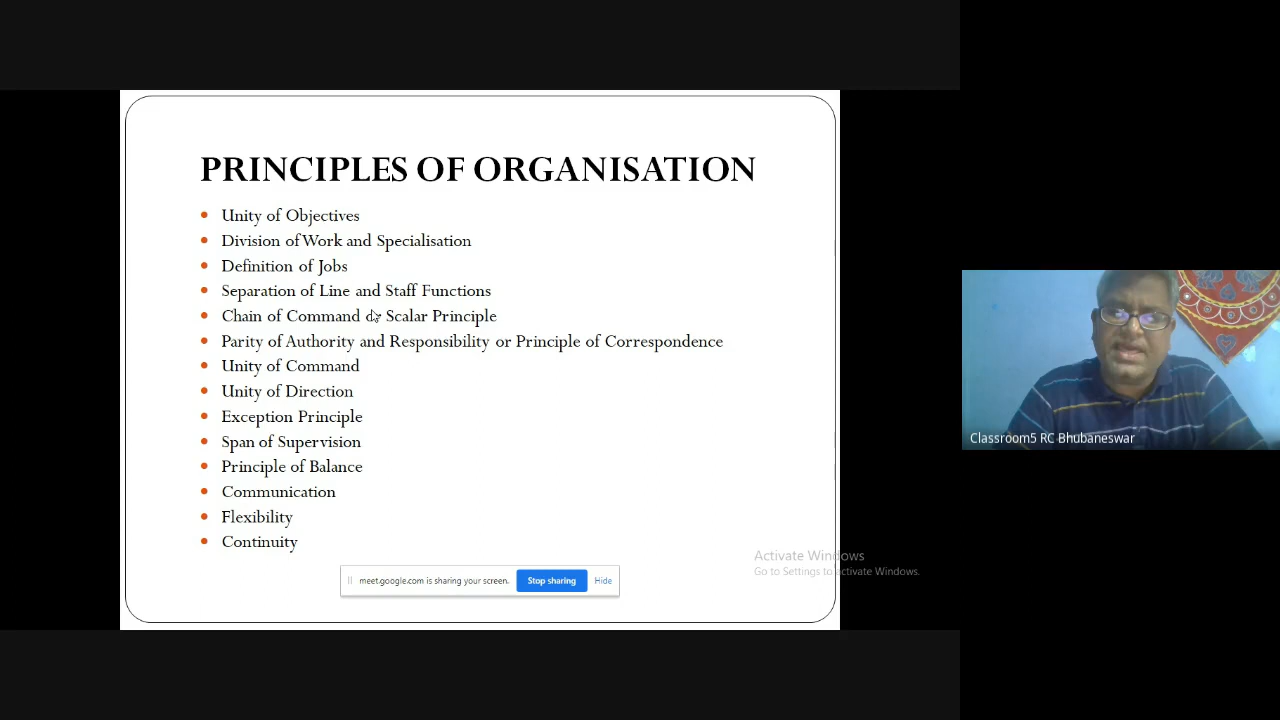 PRINCIPLES OF ORGANISATION
Unity of Objectives
Division of Work and Specialisation
Definition of Jobs
Separation of Line and Staff Functions
Chain of Command Scalar Principle
Parity of Authority and Responsibility or Principle of Correspondence
Unity of Command
Unity of Direction
Exception Principle
Span of Supervision
Principle of Balance
Communication
Flexibility
Continuity
meet.google.com is sharing your screen. Stop sharing Hide
Activate Windows
Go to Settings to activate Windows.
Classroom5 RC Bhubaneswar